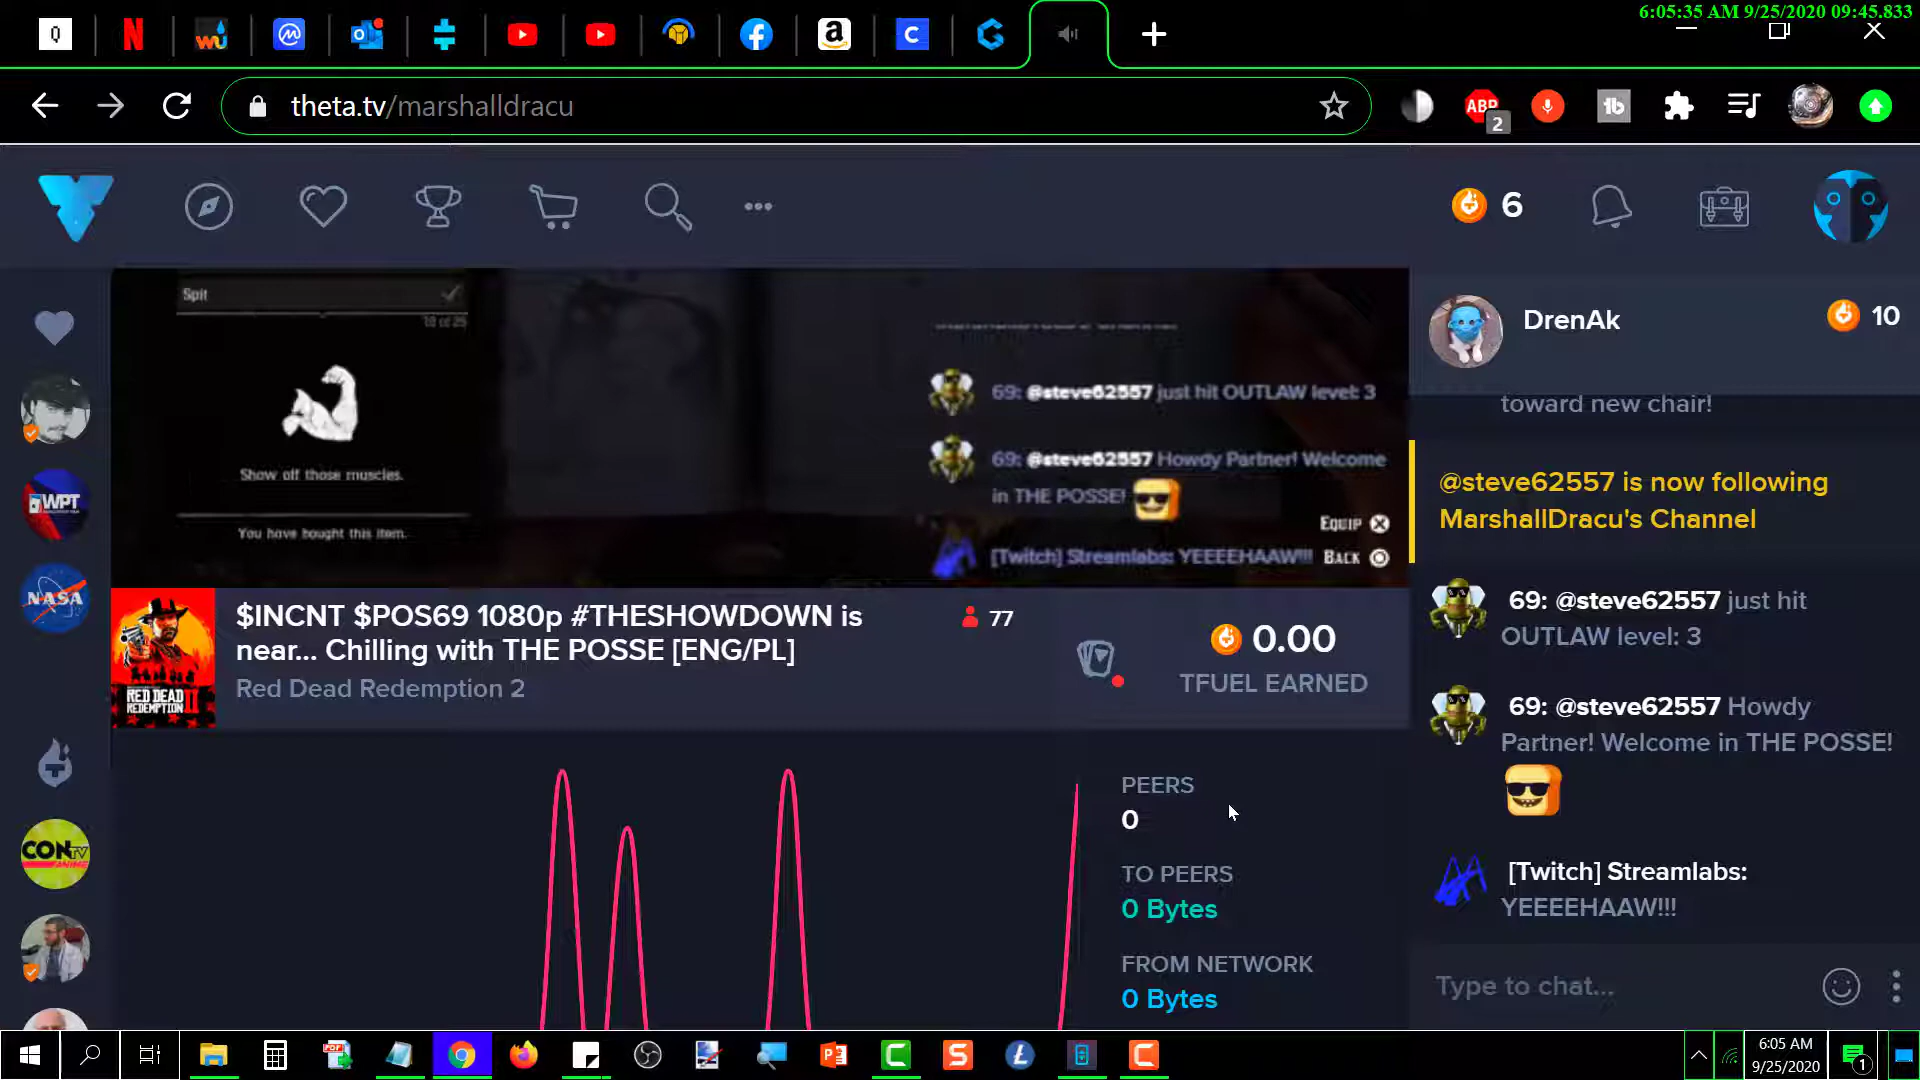 6:05:35 AM 9/25/2020 09:45.833
theta.tv/marshalldracu
ABP
2
6
Spit
10 of 25
Show off those muscles.
You have bought this item.
69: @steve62557 just hit OUTLAW level: 3
69: @steve62557 Howdy Partner! Welcome
in THE POSSE!
EQUIP
[Twitch] Streamlabs: YEEEEHAAW!!!
BACK
DrenAk
10
toward new chair!
@steve62557 is now following
MarshallDracu's Channel
69: @steve62557 just hit
OUTLAW level: 3
69: @steve62557 Howdy
Partner! Welcome in THE POSSE!
[Twitch] Streamlabs:
YEEEEHAAW!!!
Type to chat...
WPT
NASA
CONtv
ANIME
RED DEAD
REDEMPTION II
$INCNT $POS69 1080p #THESHOWDOWN is
near... Chilling with THE POSSE [ENG/PL]
Red Dead Redemption 2
77
0.00
TFUEL EARNED
PEERS
0
TO PEERS
0 Bytes
FROM NETWORK
0 Bytes
6:05 AM
9/25/2020
1